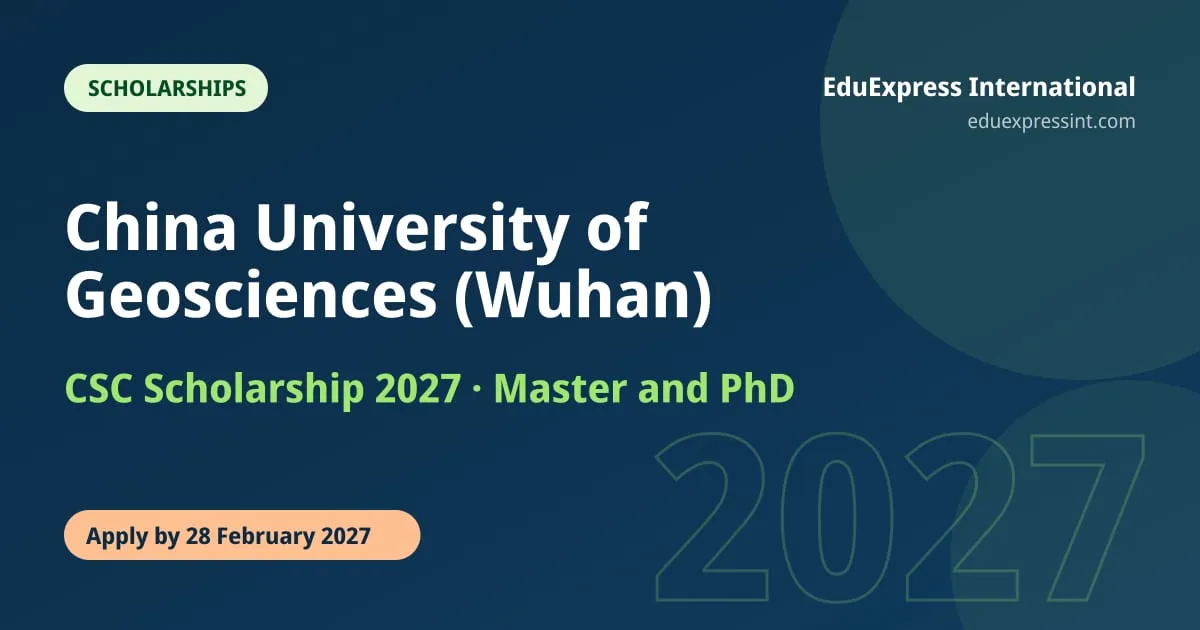 SCHOLARSHIPS
EduExpress International
eduexpressint.com
China University of
Geosciences (Wuhan)
CSC Scholarship 2027 · Master and PhD
2027
Apply by 28 February 2027